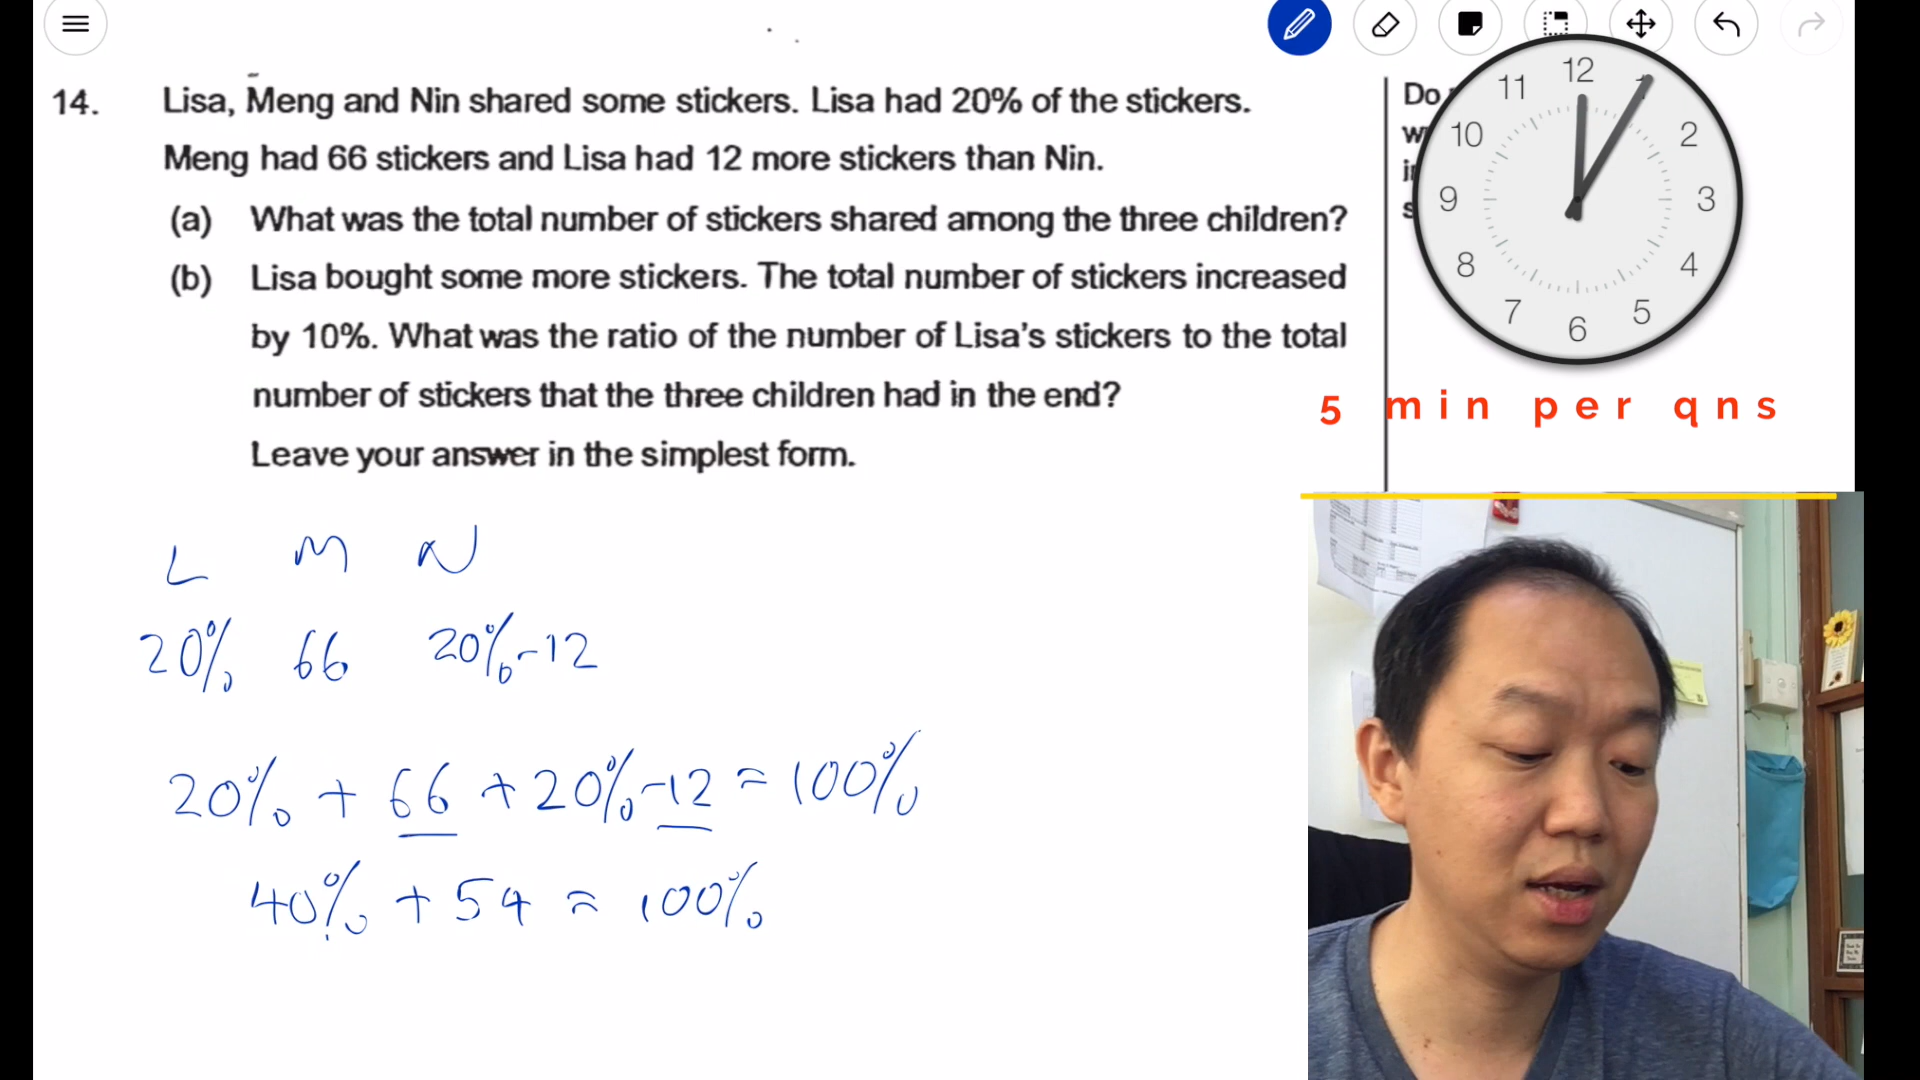 14. Lisa, Meng and Nin shared some stickers. Lisa had 20% of the stickers.
Meng had 66 stickers and Lisa had 12 more stickers than Nin.
(a) What was the total number of stickers shared among the three children?
(b) Lisa bought some more stickers. The total number of stickers increased
by 10%. What was the ratio of the number of Lisa's stickers to the total
number of stickers that the three children had in the end?
Leave your answer in the simplest form.
Do
12
11
10
9
8
7
6
5
4
3
2
5 min per qns
L M N
20% 66 20%-12
20% + 66 + 20%-12 = 100%
40% + 54 = 100%